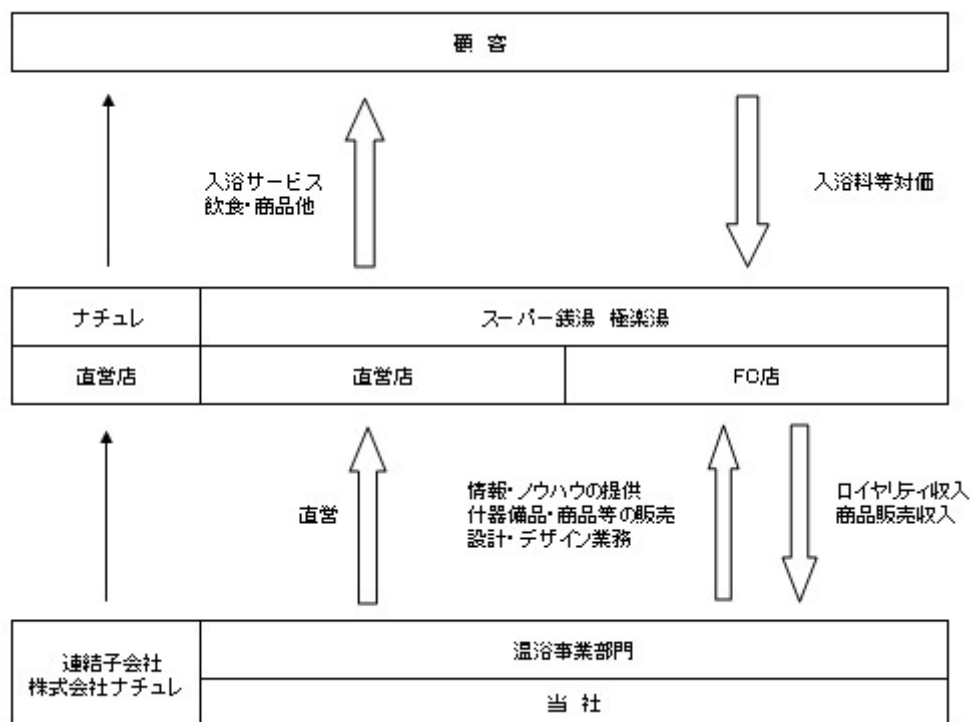 顧 客
入浴サービス
飲食・商品他
入浴料等対価
ナチュレ
スーパー銭湯 極楽湯
直営店
直営店
FC店
直営
情報・ノウハウの提供
什器備品・商品等の販売
設計・デザイン業務
ロイヤリティ収入
商品販売収入
連結子会社
株式会社ナチュレ
温浴事業部門
当 社